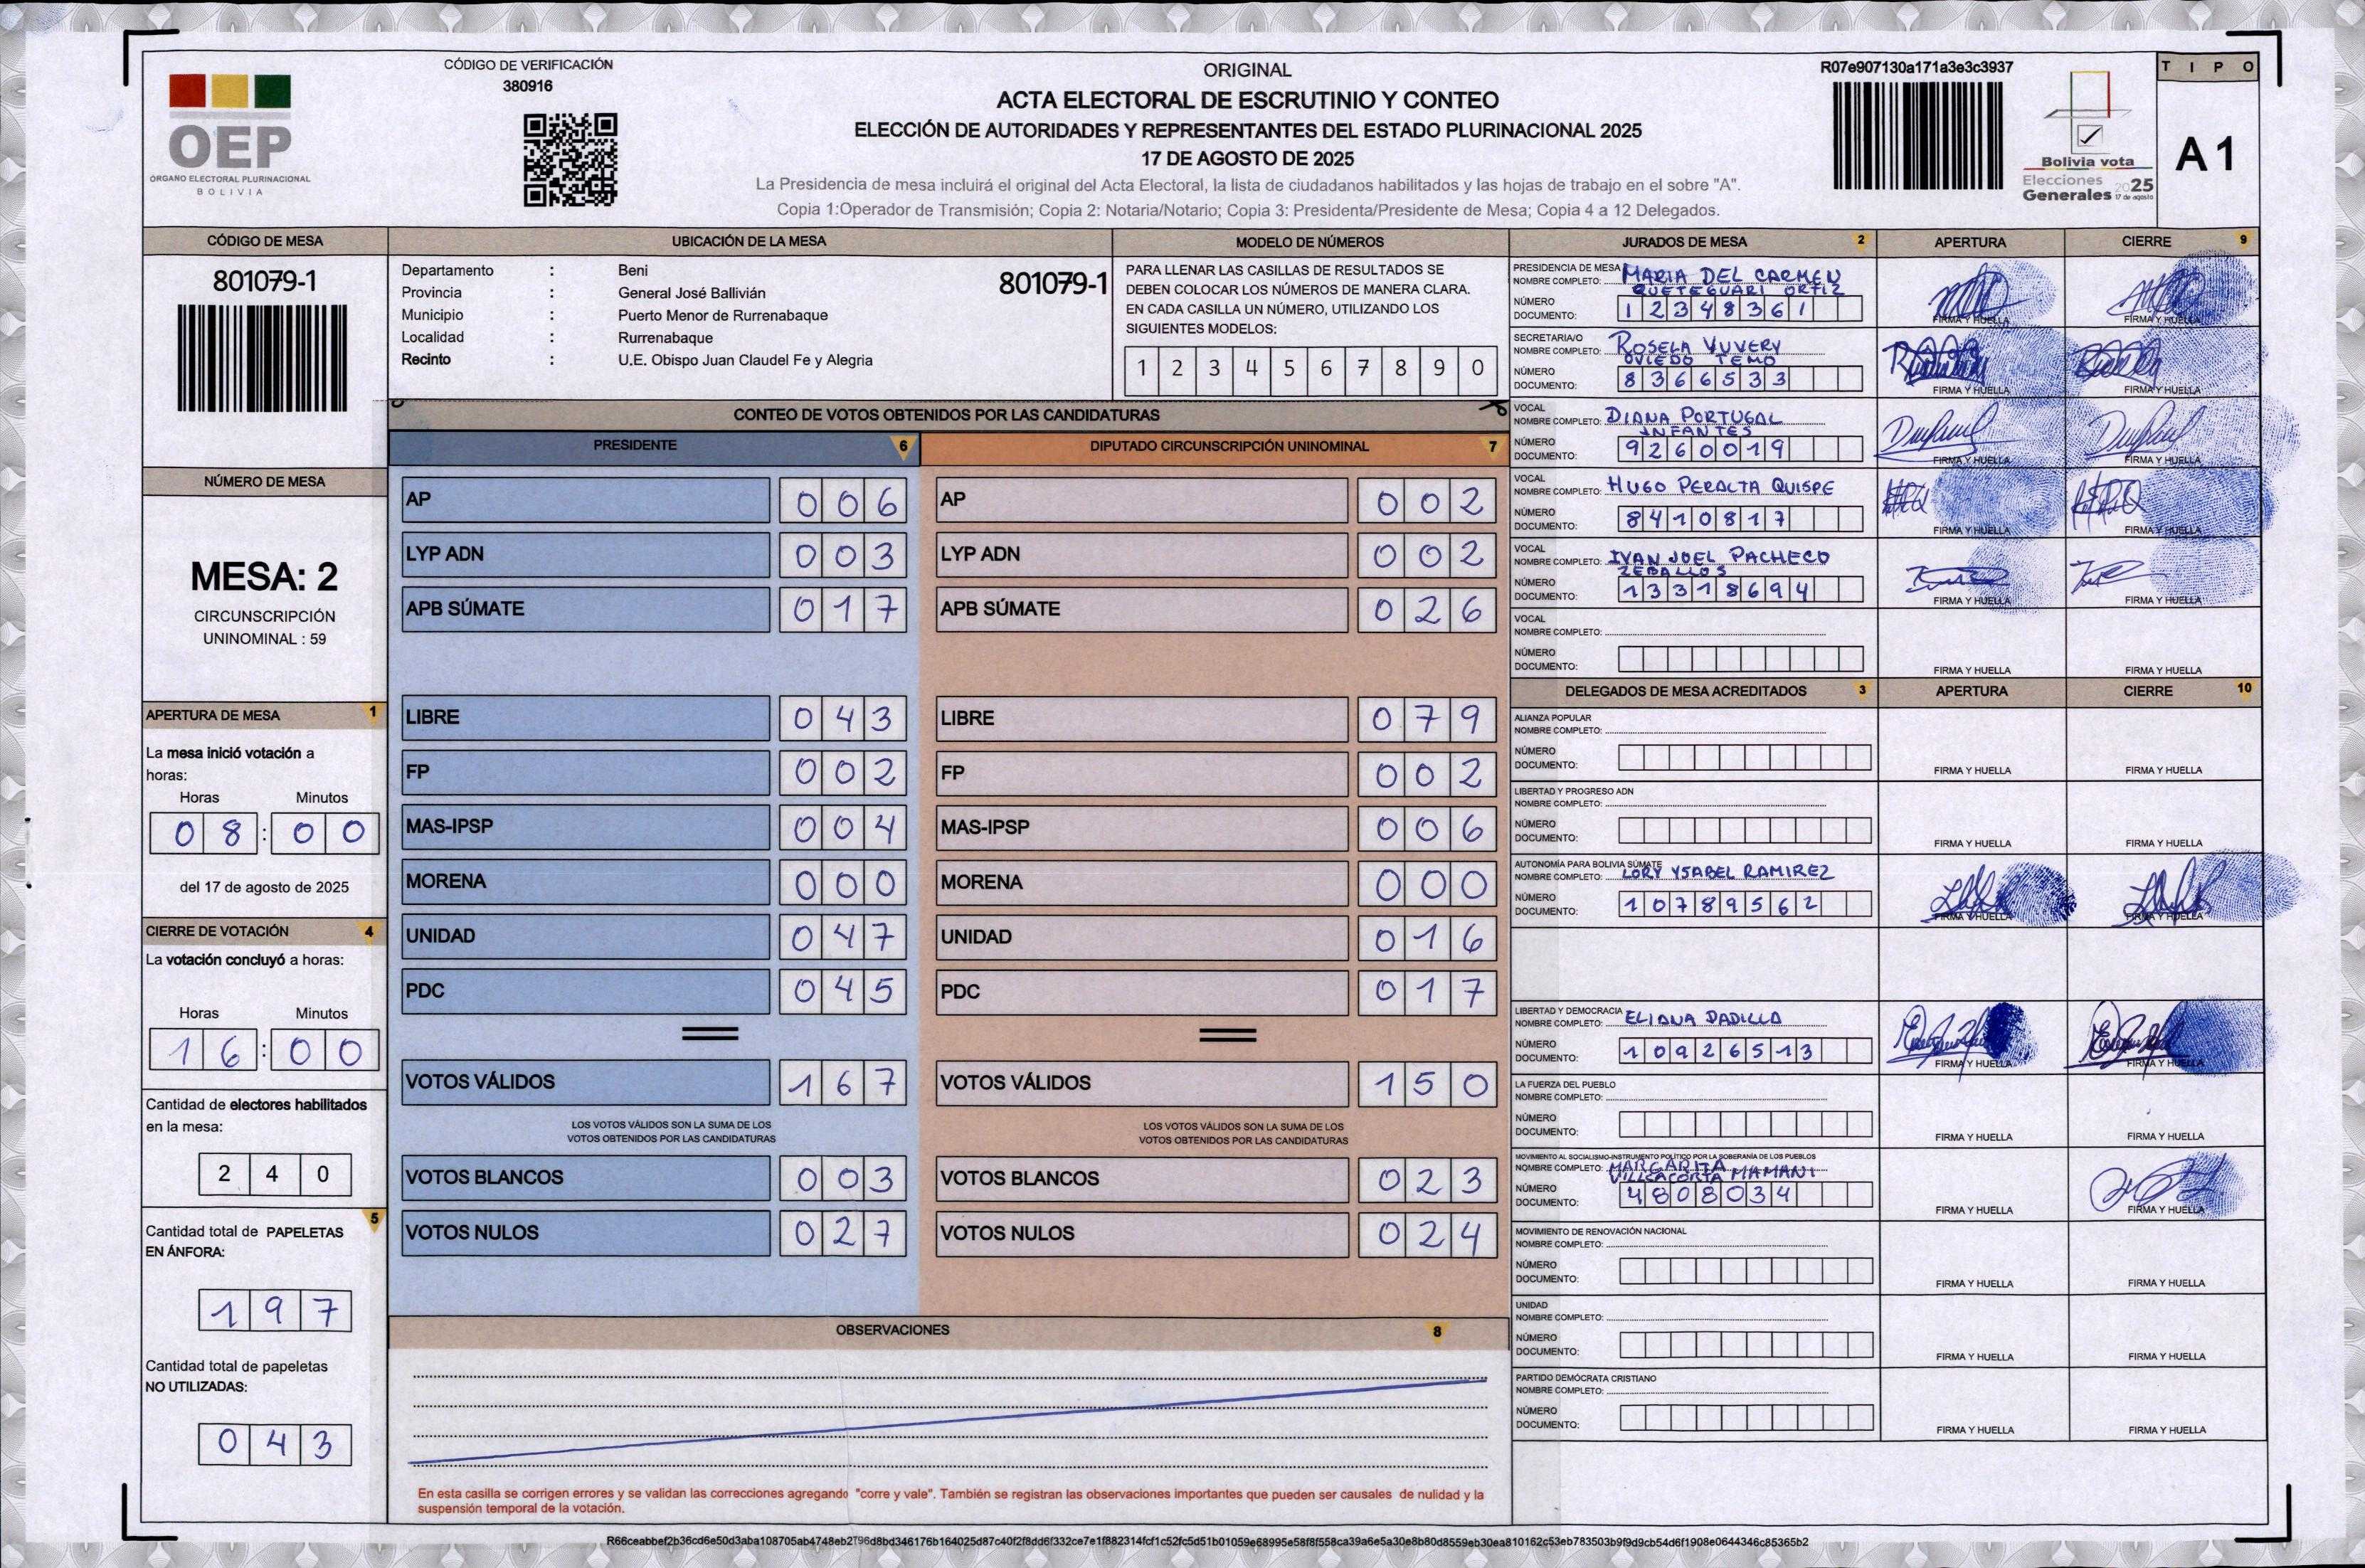 CÓDIGO DE VERIFICACIÓN
380916
OEP
ÓRGANO ELECTORAL PLURINACIONAL
BOLIVIA
ORIGINAL
ACTA ELECTORAL DE ESCRUTINIO Y CONTEO
ELECCIÓN DE AUTORIDADES Y REPRESENTANTES DEL ESTADO PLURINACIONAL 2025
17 DE AGOSTO DE 2025
La Presidencia de mesa incluirá el original del Acta Electoral, la lista de ciudadanos habilitados y las hojas de trabajo en el sobre "A".
Copia 1:Operador de Transmisión; Copia 2: Notaria/Notario; Copia 3: Presidenta/Presidente de Mesa; Copia 4 a 12 Delegados.
R07e907130a171a3e3c3937
Bolivia vota
Elecciones
Generales 2025 17 de agosto
TIPO
A1
CÓDIGO DE MESA
801079-1
NÚMERO DE MESA
MESA: 2
CIRCUNSCRIPCIÓN
UNINOMINAL : 59
APERTURA DE MESA 1
La mesa inició votación a
horas:
Horas Minutos
08:00
del 17 de agosto de 2025
CIERRE DE VOTACIÓN 4
La votación concluyó a horas:
Horas Minutos
16:00
Cantidad de electores habilitados
en la mesa:
240
Cantidad total de PAPELETAS 5
EN ÁNFORA:
197
Cantidad total de papeletas
NO UTILIZADAS:
043
UBICACIÓN DE LA MESA
Departamento : Beni 801079-1
Provincia : General José Ballivián
Municipio : Puerto Menor de Rurrenabaque
Localidad : Rurrenabaque
Recinto : U.E. Obispo Juan Claudel Fe y Alegria
MODELO DE NÚMEROS
PARA LLENAR LAS CASILLAS DE RESULTADOS SE
DEBEN COLOCAR LOS NÚMEROS DE MANERA CLARA.
EN CADA CASILLA UN NÚMERO, UTILIZANDO LOS
SIGUIENTES MODELOS:
1 2 3 4 5 6 7 8 9 0
CONTEO DE VOTOS OBTENIDOS POR LAS CANDIDATURAS
PRESIDENTE 6
AP 006
LYP ADN 003
APB SÚMATE 017
LIBRE 043
FP 002
MAS-IPSP 004
MORENA 000
UNIDAD 047
PDC 045
VOTOS VÁLIDOS 167
LOS VOTOS VÁLIDOS SON LA SUMA DE LOS
VOTOS OBTENIDOS POR LAS CANDIDATURAS
VOTOS BLANCOS 003
VOTOS NULOS 027
DIPUTADO CIRCUNSCRIPCIÓN UNINOMINAL 7
AP 002
LYP ADN 002
APB SÚMATE 026
LIBRE 079
FP 002
MAS-IPSP 006
MORENA 000
UNIDAD 016
PDC 017
VOTOS VÁLIDOS 150
LOS VOTOS VÁLIDOS SON LA SUMA DE LOS
VOTOS OBTENIDOS POR LAS CANDIDATURAS
VOTOS BLANCOS 023
VOTOS NULOS 024
OBSERVACIONES 8
En esta casilla se corrigen errores y se validan las correcciones agregando "corre y vale". También se registran las observaciones importantes que pueden ser causales de nulidad y la
suspensión temporal de la votación.
JURADOS DE MESA 2 APERTURA CIERRE 9
PRESIDENCIA DE MESA
NOMBRE COMPLETO: MARIA DEL CARMEN
QUETEGUARI ORTIZ
NÚMERO
DOCUMENTO: 12348361
FIRMA Y HUELLA FIRMA Y HUELLA
SECRETARIA/O
NOMBRE COMPLETO: ROSELA YUVERY
OVIEDO TEMO
NÚMERO
DOCUMENTO: 8366533
FIRMA Y HUELLA FIRMA Y HUELLA
VOCAL
NOMBRE COMPLETO: DIANA PORTUGAL
INFANTES
NÚMERO
DOCUMENTO: 9260019
FIRMA Y HUELLA FIRMA Y HUELLA
VOCAL
NOMBRE COMPLETO: HUGO PERALTA QUISPE
NÚMERO
DOCUMENTO: 8410817
FIRMA Y HUELLA FIRMA Y HUELLA
VOCAL
NOMBRE COMPLETO: IVAN JOEL PACHECO
ZEBALLOS
NÚMERO
DOCUMENTO: 13318694
FIRMA Y HUELLA FIRMA Y HUELLA
VOCAL
NOMBRE COMPLETO:
NÚMERO
DOCUMENTO:
FIRMA Y HUELLA FIRMA Y HUELLA
DELEGADOS DE MESA ACREDITADOS 3 APERTURA CIERRE 10
ALIANZA POPULAR
NOMBRE COMPLETO:
NÚMERO
DOCUMENTO:
FIRMA Y HUELLA FIRMA Y HUELLA
LIBERTAD Y PROGRESO ADN
NOMBRE COMPLETO:
NÚMERO
DOCUMENTO:
FIRMA Y HUELLA FIRMA Y HUELLA
AUTONOMÍA PARA BOLIVIA SÚMATE
NOMBRE COMPLETO: LORY YSABEL RAMIREZ
NÚMERO
DOCUMENTO: 10789562
FIRMA Y HUELLA FIRMA Y HUELLA
LIBERTAD Y DEMOCRACIA
NOMBRE COMPLETO: ELIANA PADILLA
NÚMERO
DOCUMENTO: 10926513
FIRMA Y HUELLA FIRMA Y HUELLA
LA FUERZA DEL PUEBLO
NOMBRE COMPLETO:
NÚMERO
DOCUMENTO:
FIRMA Y HUELLA FIRMA Y HUELLA
MOVIMIENTO AL SOCIALISMO-INSTRUMENTO POLÍTICO POR LA SOBERANÍA DE LOS PUEBLOS
NOMBRE COMPLETO: MARGARITA
VILLCACORTA MAMANI
NÚMERO
DOCUMENTO: 4808034
FIRMA Y HUELLA FIRMA Y HUELLA
MOVIMIENTO DE RENOVACIÓN NACIONAL
NOMBRE COMPLETO:
NÚMERO
DOCUMENTO:
FIRMA Y HUELLA FIRMA Y HUELLA
UNIDAD
NOMBRE COMPLETO:
NÚMERO
DOCUMENTO:
FIRMA Y HUELLA FIRMA Y HUELLA
PARTIDO DEMÓCRATA CRISTIANO
NOMBRE COMPLETO:
NÚMERO
DOCUMENTO:
FIRMA Y HUELLA FIRMA Y HUELLA